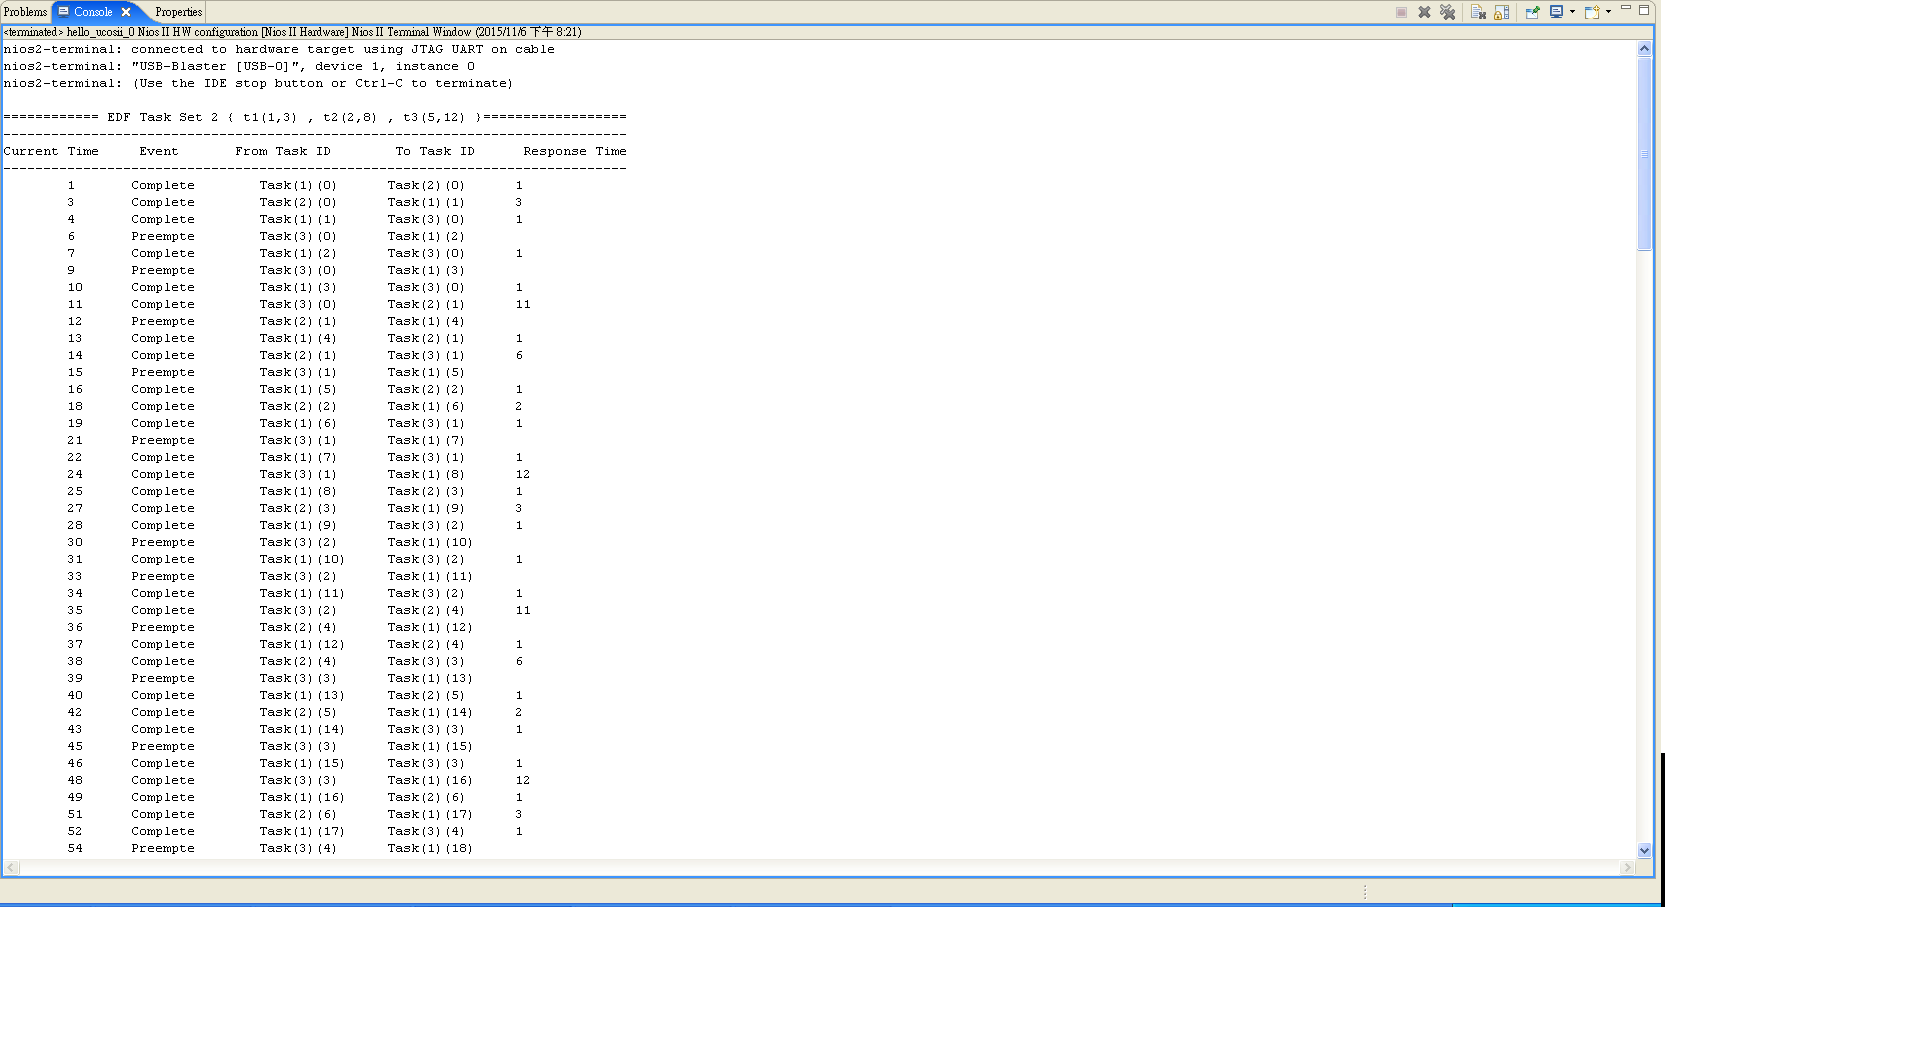 Problems Console Properties
<terminated> hello_ucosii_0 Nios II HW configuration [Nios II Hardware] Nios II Terminal Window (2015/11/6 下午 8:21)
nios2-terminal: connected to hardware target using JTAG UART on cable
nios2-terminal: "USB-Blaster [USB-0]", device 1, instance 0
nios2-terminal: (Use the IDE stop button or Ctrl-C to terminate)
============ EDF Task Set 2 { t1(1,3) , t2(2,8) , t3(5,12) }==================
------------------------------------------------------------------------------
Current Time Event From Task ID To Task ID Response Time
------------------------------------------------------------------------------
1 Complete Task(1)(0) Task(2)(0) 1
3 Complete Task(2)(0) Task(1)(1) 3
4 Complete Task(1)(1) Task(3)(0) 1
6 Preempte Task(3)(0) Task(1)(2)
7 Complete Task(1)(2) Task(3)(0) 1
9 Preempte Task(3)(0) Task(1)(3)
10 Complete Task(1)(3) Task(3)(0) 1
11 Complete Task(3)(0) Task(2)(1) 11
12 Preempte Task(2)(1) Task(1)(4)
13 Complete Task(1)(4) Task(2)(1) 1
14 Complete Task(2)(1) Task(3)(1) 6
15 Preempte Task(3)(1) Task(1)(5)
16 Complete Task(1)(5) Task(2)(2) 1
18 Complete Task(2)(2) Task(1)(6) 2
19 Complete Task(1)(6) Task(3)(1) 1
21 Preempte Task(3)(1) Task(1)(7)
22 Complete Task(1)(7) Task(3)(1) 1
24 Complete Task(3)(1) Task(1)(8) 12
25 Complete Task(1)(8) Task(2)(3) 1
27 Complete Task(2)(3) Task(1)(9) 3
28 Complete Task(1)(9) Task(3)(2) 1
30 Preempte Task(3)(2) Task(1)(10)
31 Complete Task(1)(10) Task(3)(2) 1
33 Preempte Task(3)(2) Task(1)(11)
34 Complete Task(1)(11) Task(3)(2) 1
35 Complete Task(3)(2) Task(2)(4) 11
36 Preempte Task(2)(4) Task(1)(12)
37 Complete Task(1)(12) Task(2)(4) 1
38 Complete Task(2)(4) Task(3)(3) 6
39 Preempte Task(3)(3) Task(1)(13)
40 Complete Task(1)(13) Task(2)(5) 1
42 Complete Task(2)(5) Task(1)(14) 2
43 Complete Task(1)(14) Task(3)(3) 1
45 Preempte Task(3)(3) Task(1)(15)
46 Complete Task(1)(15) Task(3)(3) 1
48 Complete Task(3)(3) Task(1)(16) 12
49 Complete Task(1)(16) Task(2)(6) 1
51 Complete Task(2)(6) Task(1)(17) 3
52 Complete Task(1)(17) Task(3)(4) 1
54 Preempte Task(3)(4) Task(1)(18)